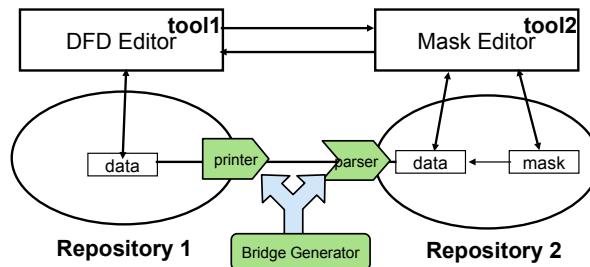 tool1
DFD Editor
tool2
Mask Editor
data
printer
parser
data
mask
Repository 1
Bridge Generator
Repository 2